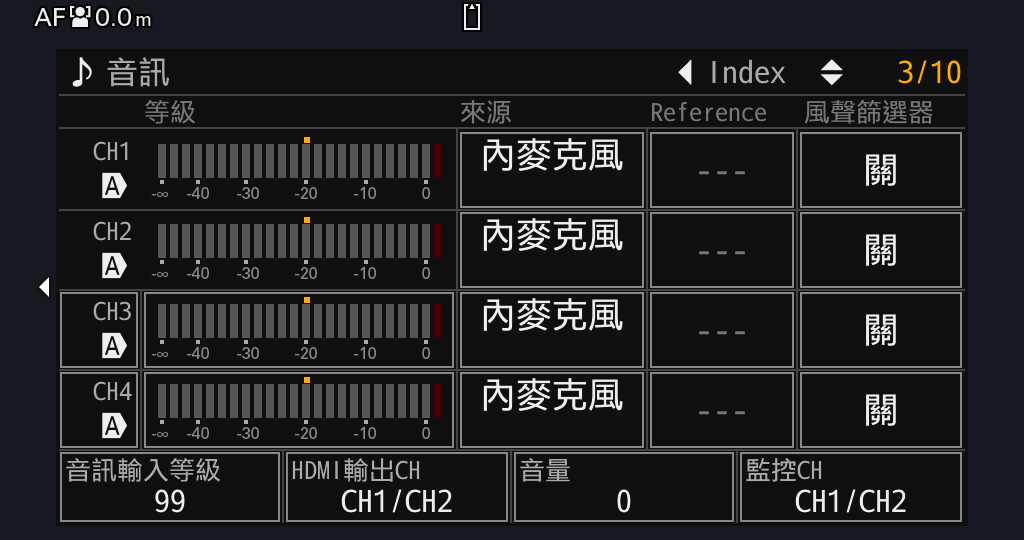 AF 0.0m
音訊 Index 3/10
等級 來源 Reference 風聲篩選器
CH1 內麥克風 --- 關
A -∞ -40 -30 -20 -10 0
CH2 內麥克風 --- 關
A -∞ -40 -30 -20 -10 0
CH3 內麥克風 --- 關
A -∞ -40 -30 -20 -10 0
CH4 內麥克風 --- 關
A -∞ -40 -30 -20 -10 0
音訊輸入等級 HDMI輸出CH 音量 監控CH
99 CH1/CH2 0 CH1/CH2